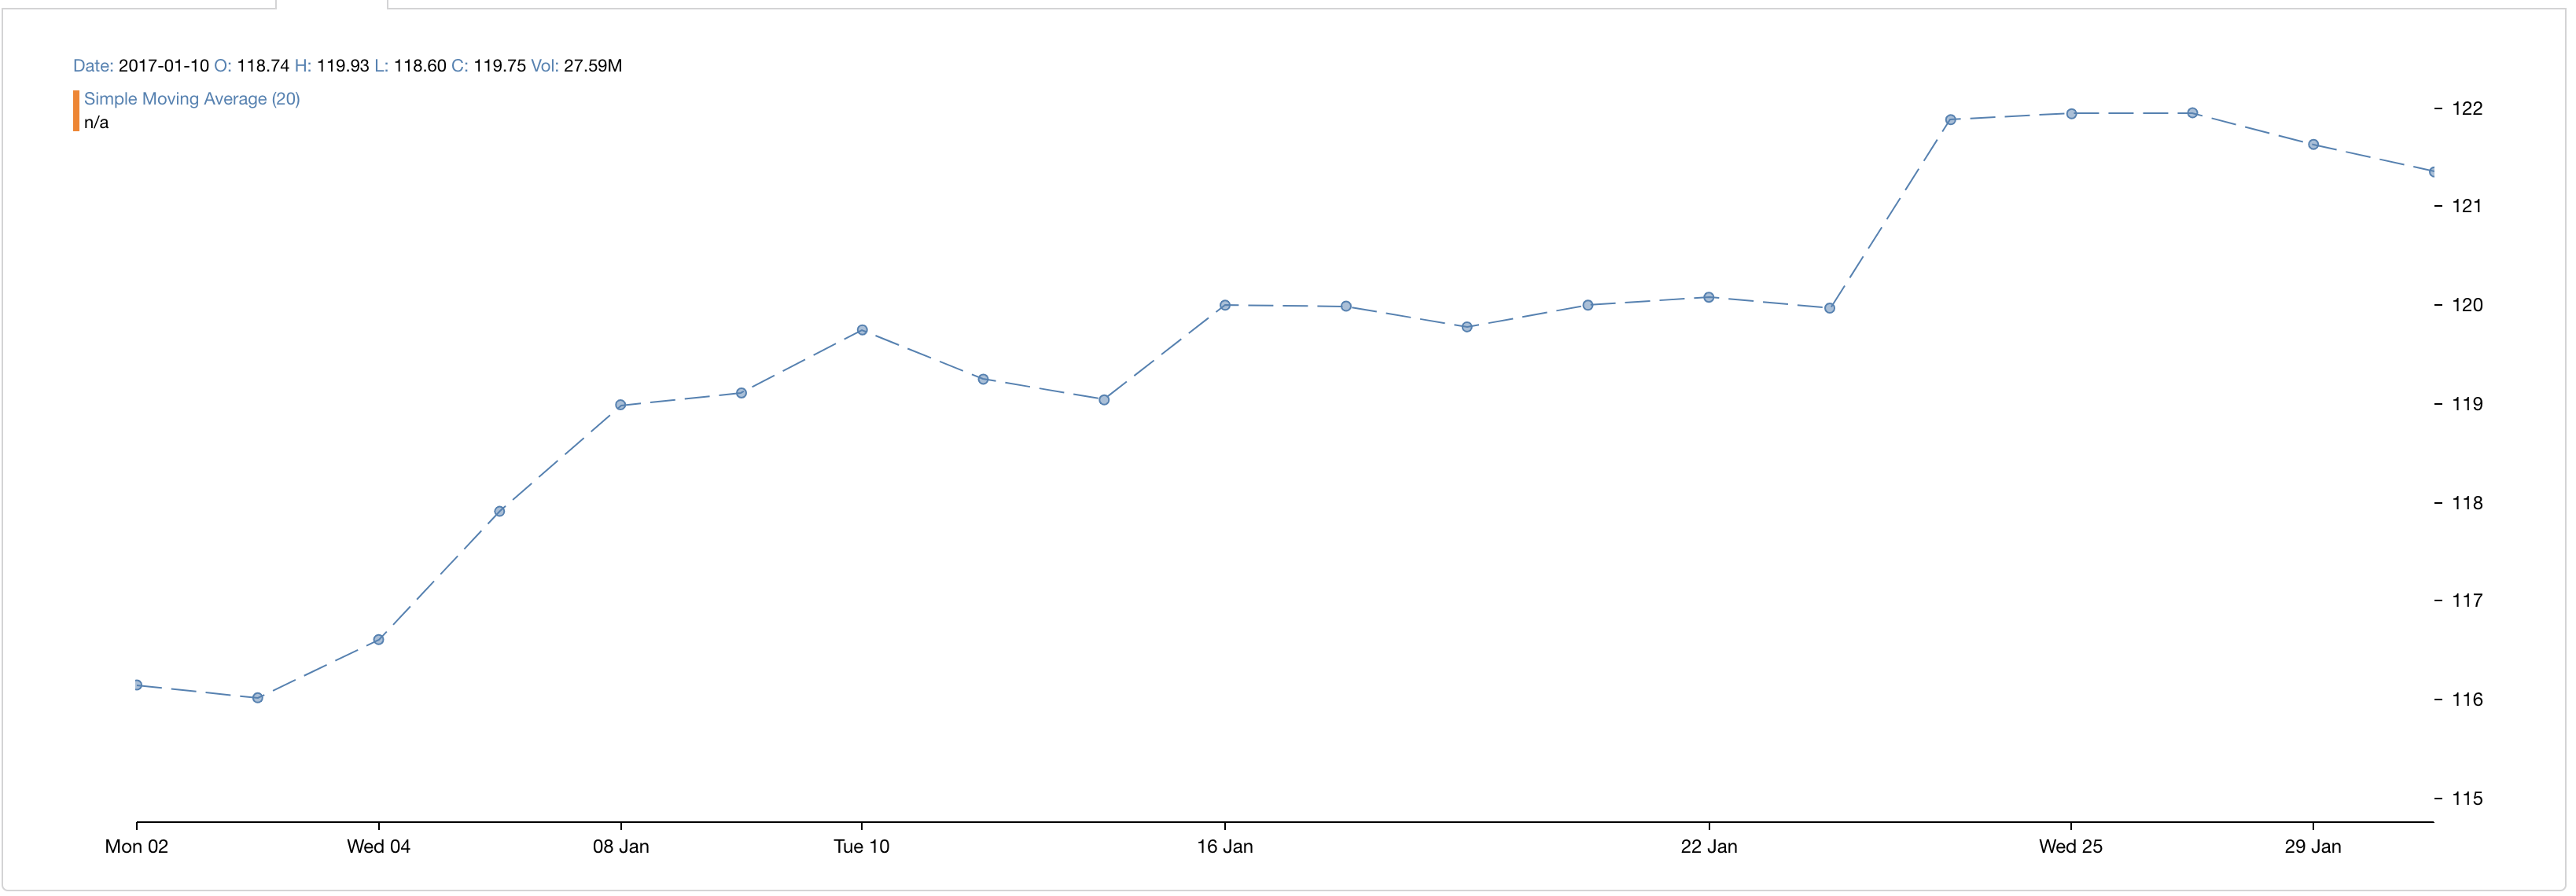 Date: 2017-01-10 O: 118.74 H: 119.93 L: 118.60 C: 119.75 Vol: 27.59M
Simple Moving Average (20)
n/a
122
121
120
119
118
117
116
115
Mon 02 Wed 04 08 Jan Tue 10 16 Jan 22 Jan Wed 25 29 Jan